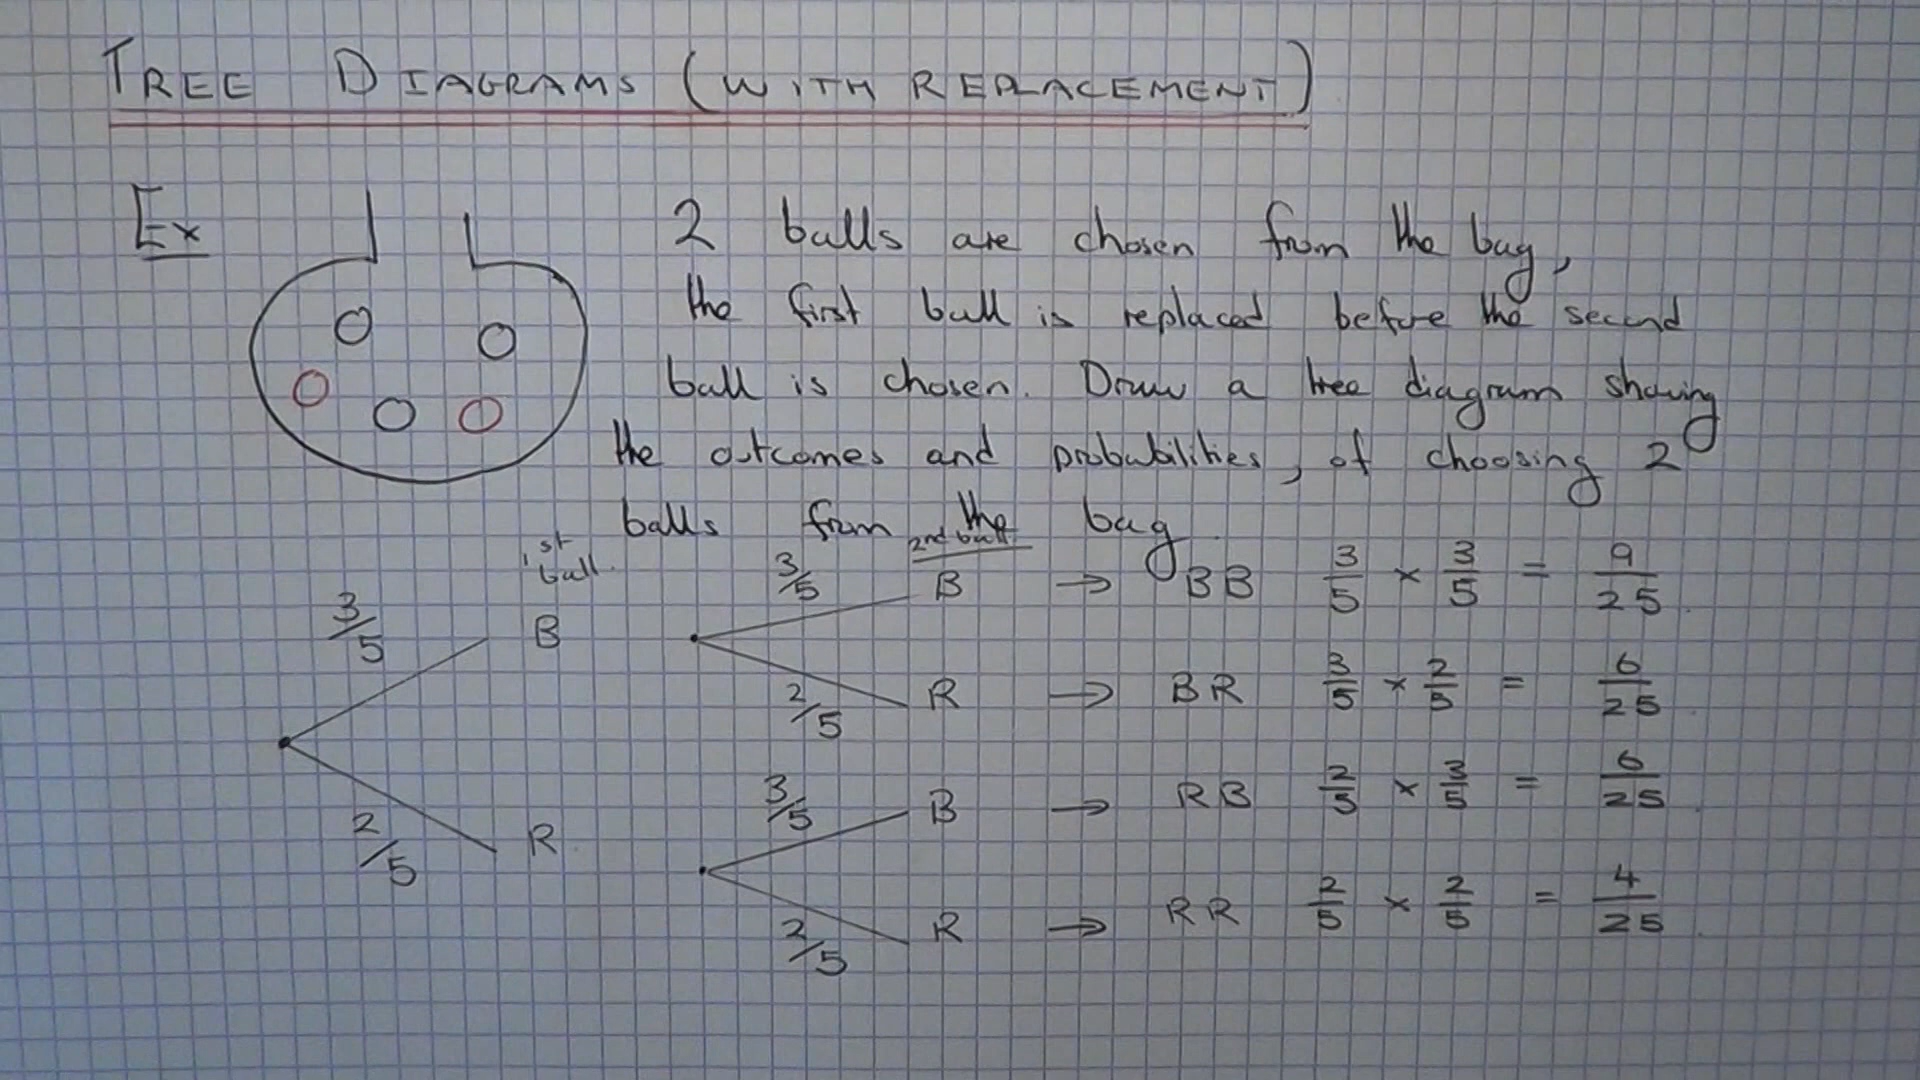 TREE DIAGRAMS (WITH REPLACEMENT)
Ex
2 balls are chosen from the bag,
the first ball is replaced before the second
ball is chosen. Draw a tree diagram showing
the outcomes and probabilities, of choosing 2
balls from the bag.
1st ball.
2nd ball
3/5 B
3/5 B → BB 3/5 × 3/5 = 9/25.
2/5 R → BR 3/5 × 2/5 = 6/25.
2/5 R
3/5 B → RB 2/5 × 3/5 = 6/25.
2/5 R → RR 2/5 × 2/5 = 4/25.